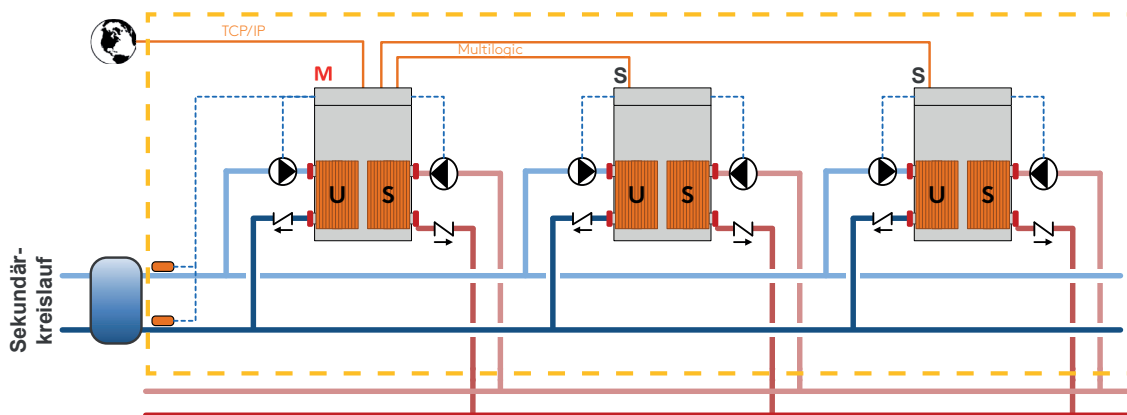 TCP/IP
Multilogic
M
S
S
U S
U S
U S
Sekundär-
kreislauf